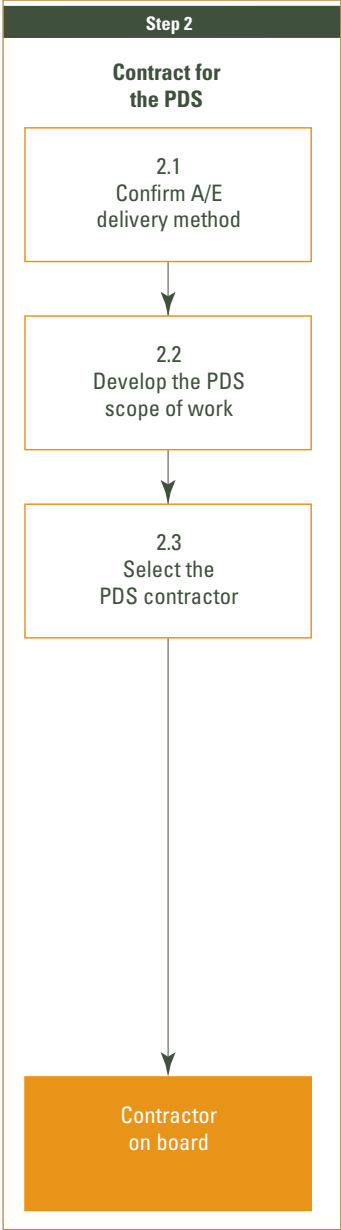 Step 2
Contract for
the PDS
2.1
Confirm A/E
delivery method
2.2
Develop the PDS
scope of work
2.3
Select the
PDS contractor
Contractor
on board